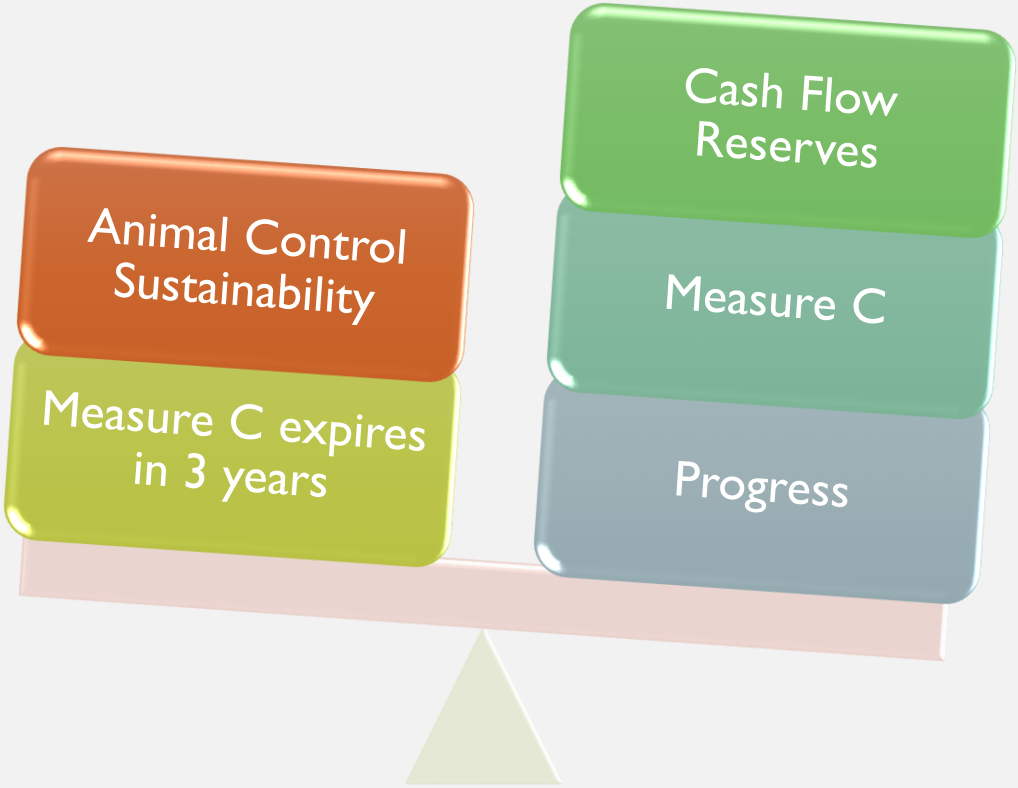 Animal Control
Sustainability
Measure C expires
in 3 years
Cash Flow
Reserves
Measure C
Progress